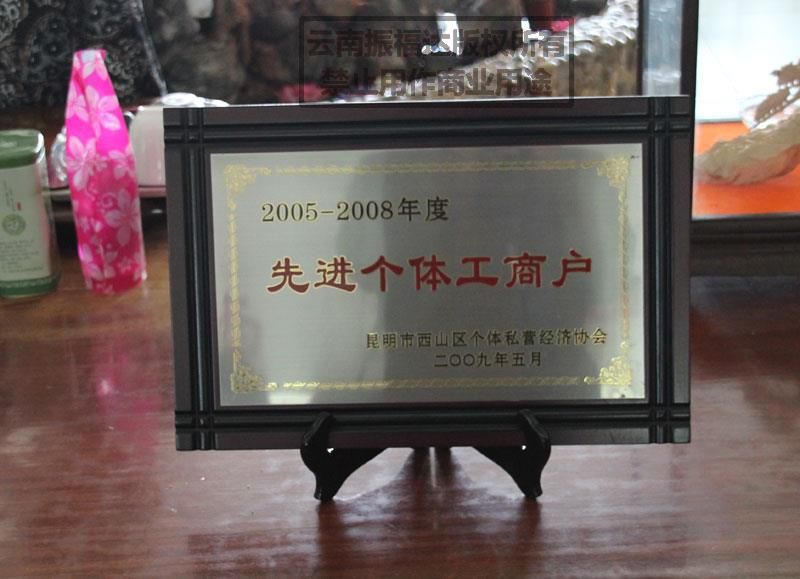 云南振福达版权所有
禁止用作商业用途
2005-2008年度
先进个体工商户
昆明市西山区个体私营经济协会
二〇〇九年五月